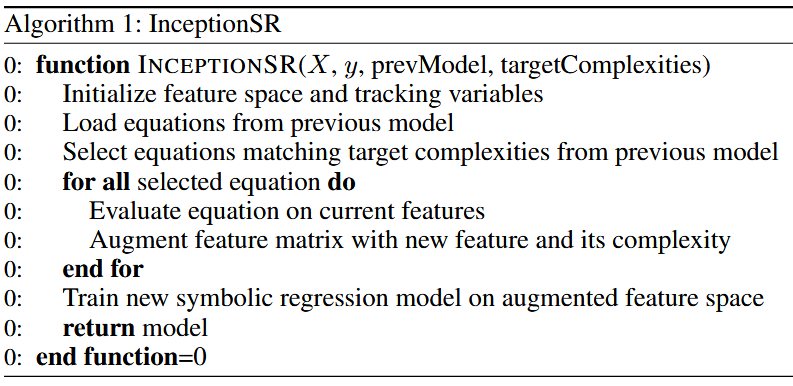 Algorithm 1: InceptionSR
0: function INCEPTIONSR(X, y, prevModel, targetComplexities)
0: Initialize feature space and tracking variables
0: Load equations from previous model
0: Select equations matching target complexities from previous model
0: for all selected equation do
0: Evaluate equation on current features
0: Augment feature matrix with new feature and its complexity
0: end for
0: Train new symbolic regression model on augmented feature space
0: return model
0: end function=0